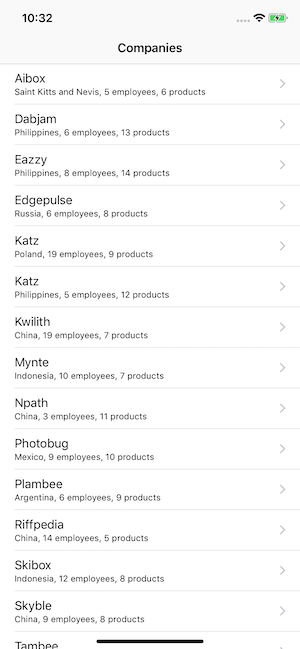 10:32
Companies
Aibox
Saint Kitts and Nevis, 5 employees, 6 products
Dabjam
Philippines, 6 employees, 13 products
Eazzy
Philippines, 8 employees, 14 products
Edgepulse
Russia, 6 employees, 8 products
Katz
Poland, 19 employees, 9 products
Katz
Philippines, 5 employees, 12 products
Kwilith
China, 19 employees, 7 products
Mynte
Indonesia, 10 employees, 7 products
Npath
China, 3 employees, 11 products
Photobug
Mexico, 9 employees, 10 products
Plambee
Argentina, 6 employees, 9 products
Riffpedia
China, 14 employees, 5 products
Skibox
Indonesia, 12 employees, 8 products
Skyble
China, 9 employees, 8 products
Tambee